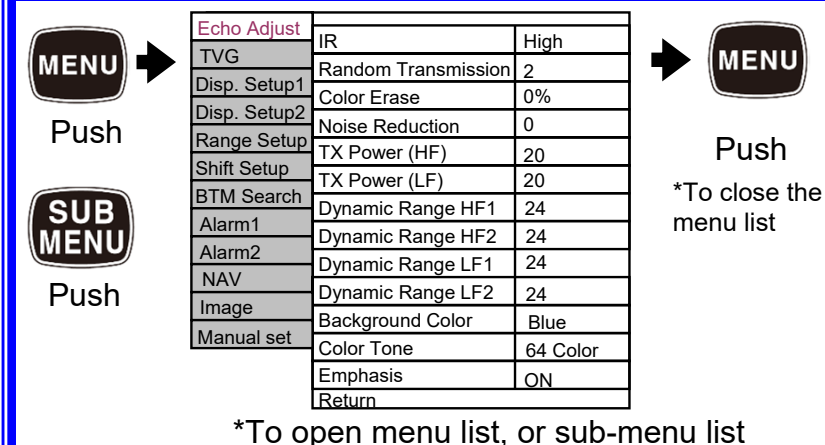 MENU
Push
SUB
MENU
Push
Echo Adjust
TVG
Disp. Setup1
Disp. Setup2
Range Setup
Shift Setup
BTM Search
Alarm1
Alarm2
NAV
Image
Manual set
IR High
Random Transmission 2
Color Erase 0%
Noise Reduction 0
TX Power (HF) 20
TX Power (LF) 20
Dynamic Range HF1 24
Dynamic Range HF2 24
Dynamic Range LF1 24
Dynamic Range LF2 24
Background Color Blue
Color Tone 64 Color
Emphasis ON
Return
MENU
Push
*To close the
menu list
*To open menu list, or sub-menu list